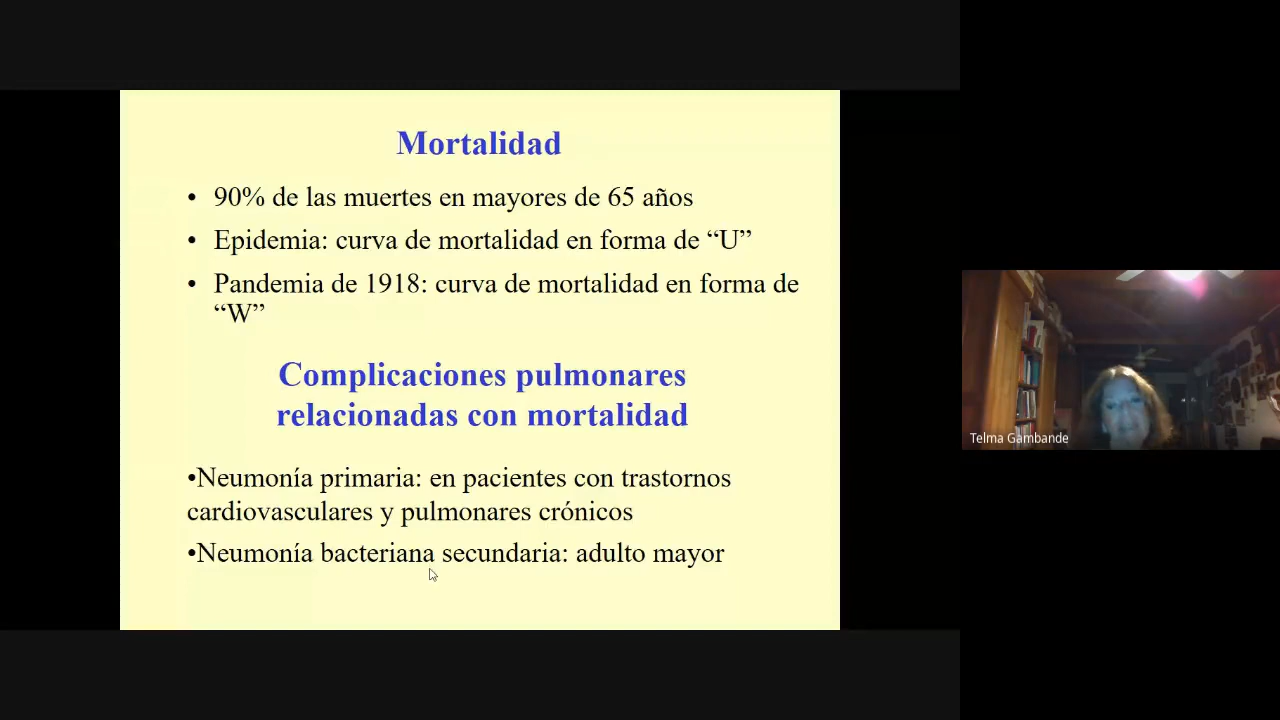 Mortalidad
• 90% de las muertes en mayores de 65 años
• Epidemia: curva de mortalidad en forma de “U”
• Pandemia de 1918: curva de mortalidad en forma de
“W”
Complicaciones pulmonares
relacionadas con mortalidad
•Neumonía primaria: en pacientes con trastornos
cardiovasculares y pulmonares crónicos
•Neumonía bacteriana secundaria: adulto mayor
Telma Gambande